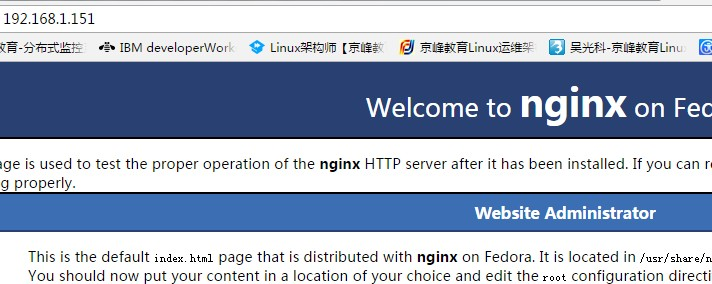 192.168.1.151
教育-分布式监控 IBM developerWork Linux架构师【京峰 京峰教育Linux运维架 吴光科-京峰教育Linu
Welcome to nginx on Fed
age is used to test the proper operation of the nginx HTTP server after it has been installed. If you can r
g properly.
Website Administrator
This is the default index.html page that is distributed with nginx on Fedora. It is located in /usr/share/n
You should now put your content in a location of your choice and edit the root configuration directi